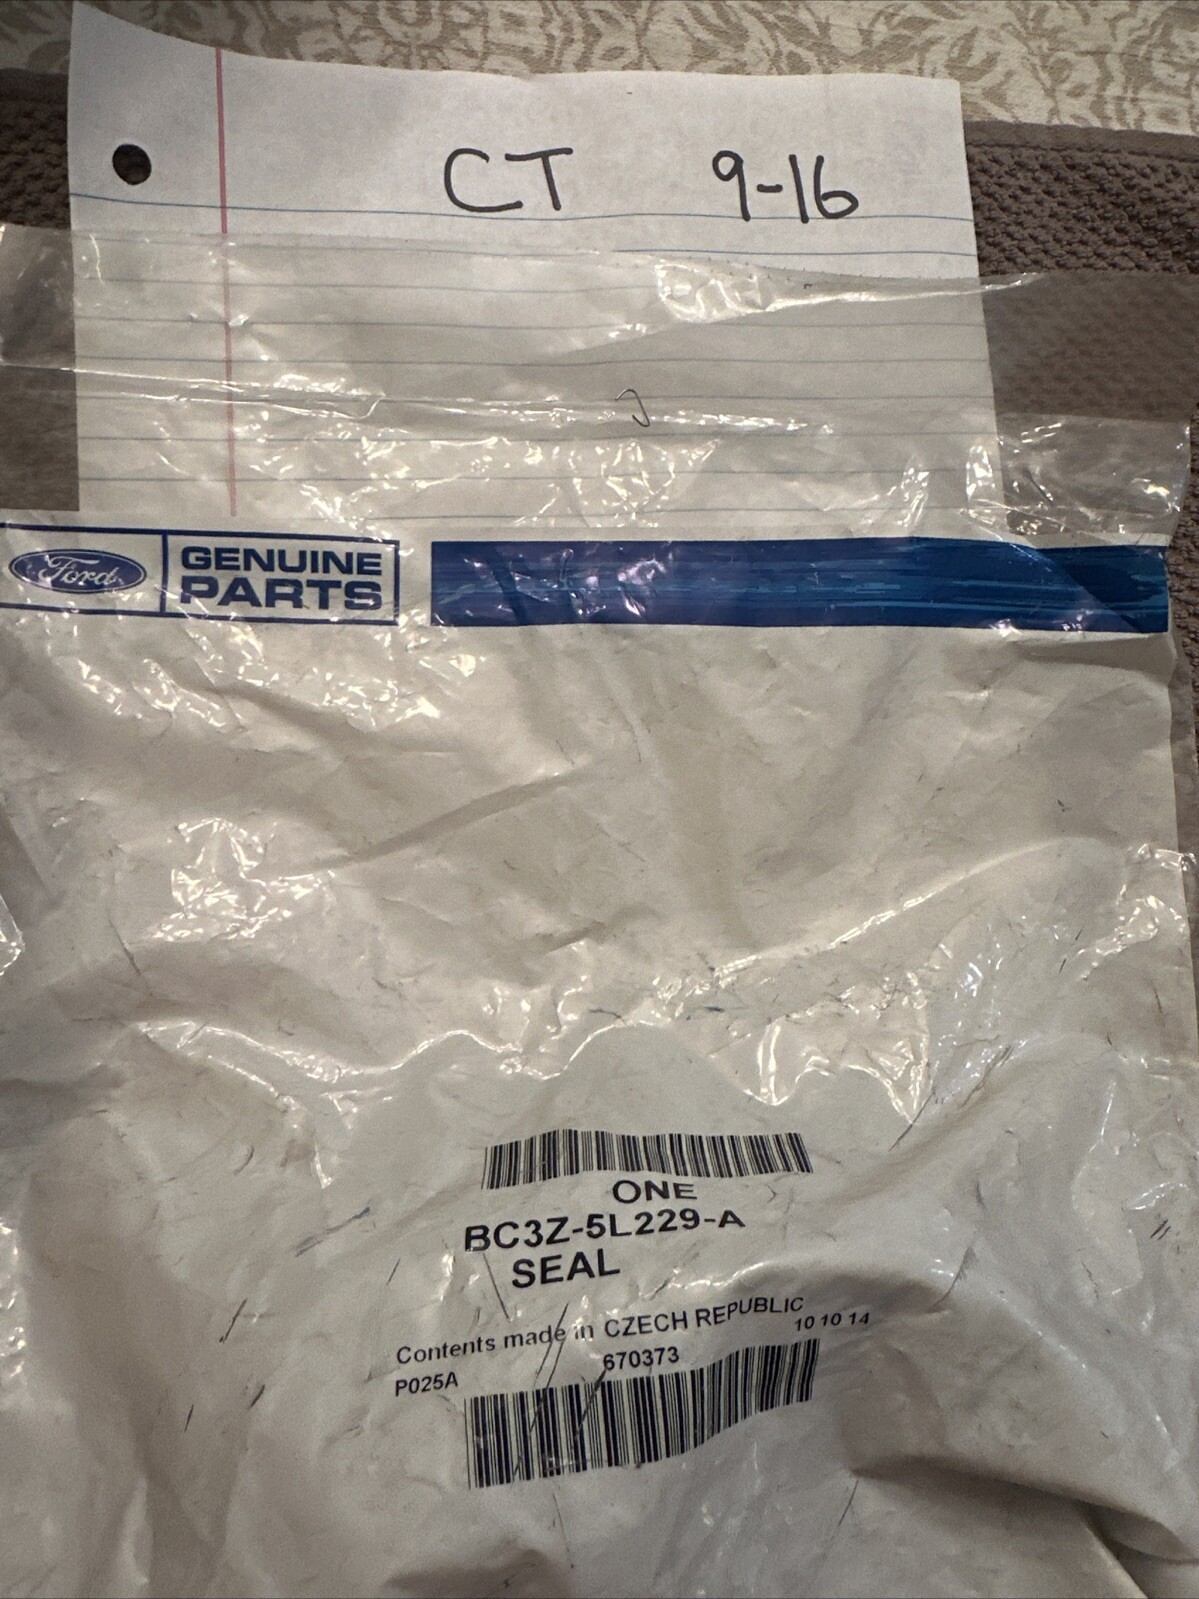 CT 9-16
Ford GENUINE PARTS
ONE
BC3Z-5L229-A
SEAL
Contents made in CZECH REPUBLIC
10 10 14
P025A 670373